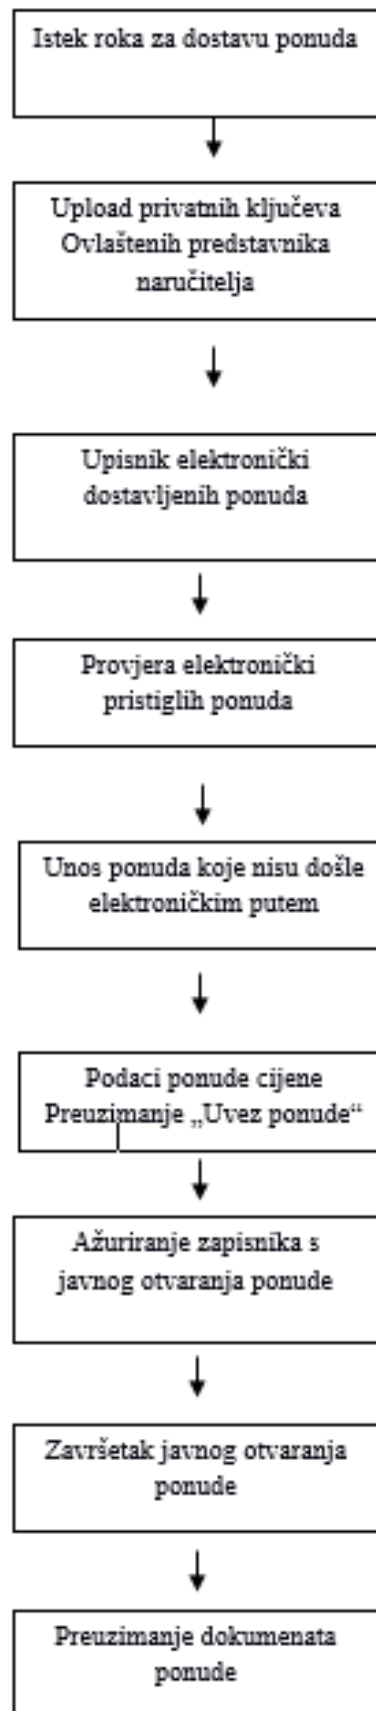 Istek roka za dostavu ponuda
Upload privatnih ključeva
Ovlaštenih predstavnika
naručitelja
Upisnik elektronički
dostavljenih ponuda
Provjera elektronički
pristiglih ponuda
Unos ponuda koje nisu došle
elektroničkim putem
Podaci ponude cijene
Preuzimanje „Uvez ponude“
Ažuriranje zapisnika s
javnog otvaranja ponude
Završetak javnog otvaranja
ponude
Preuzimanje dokumenata
ponude